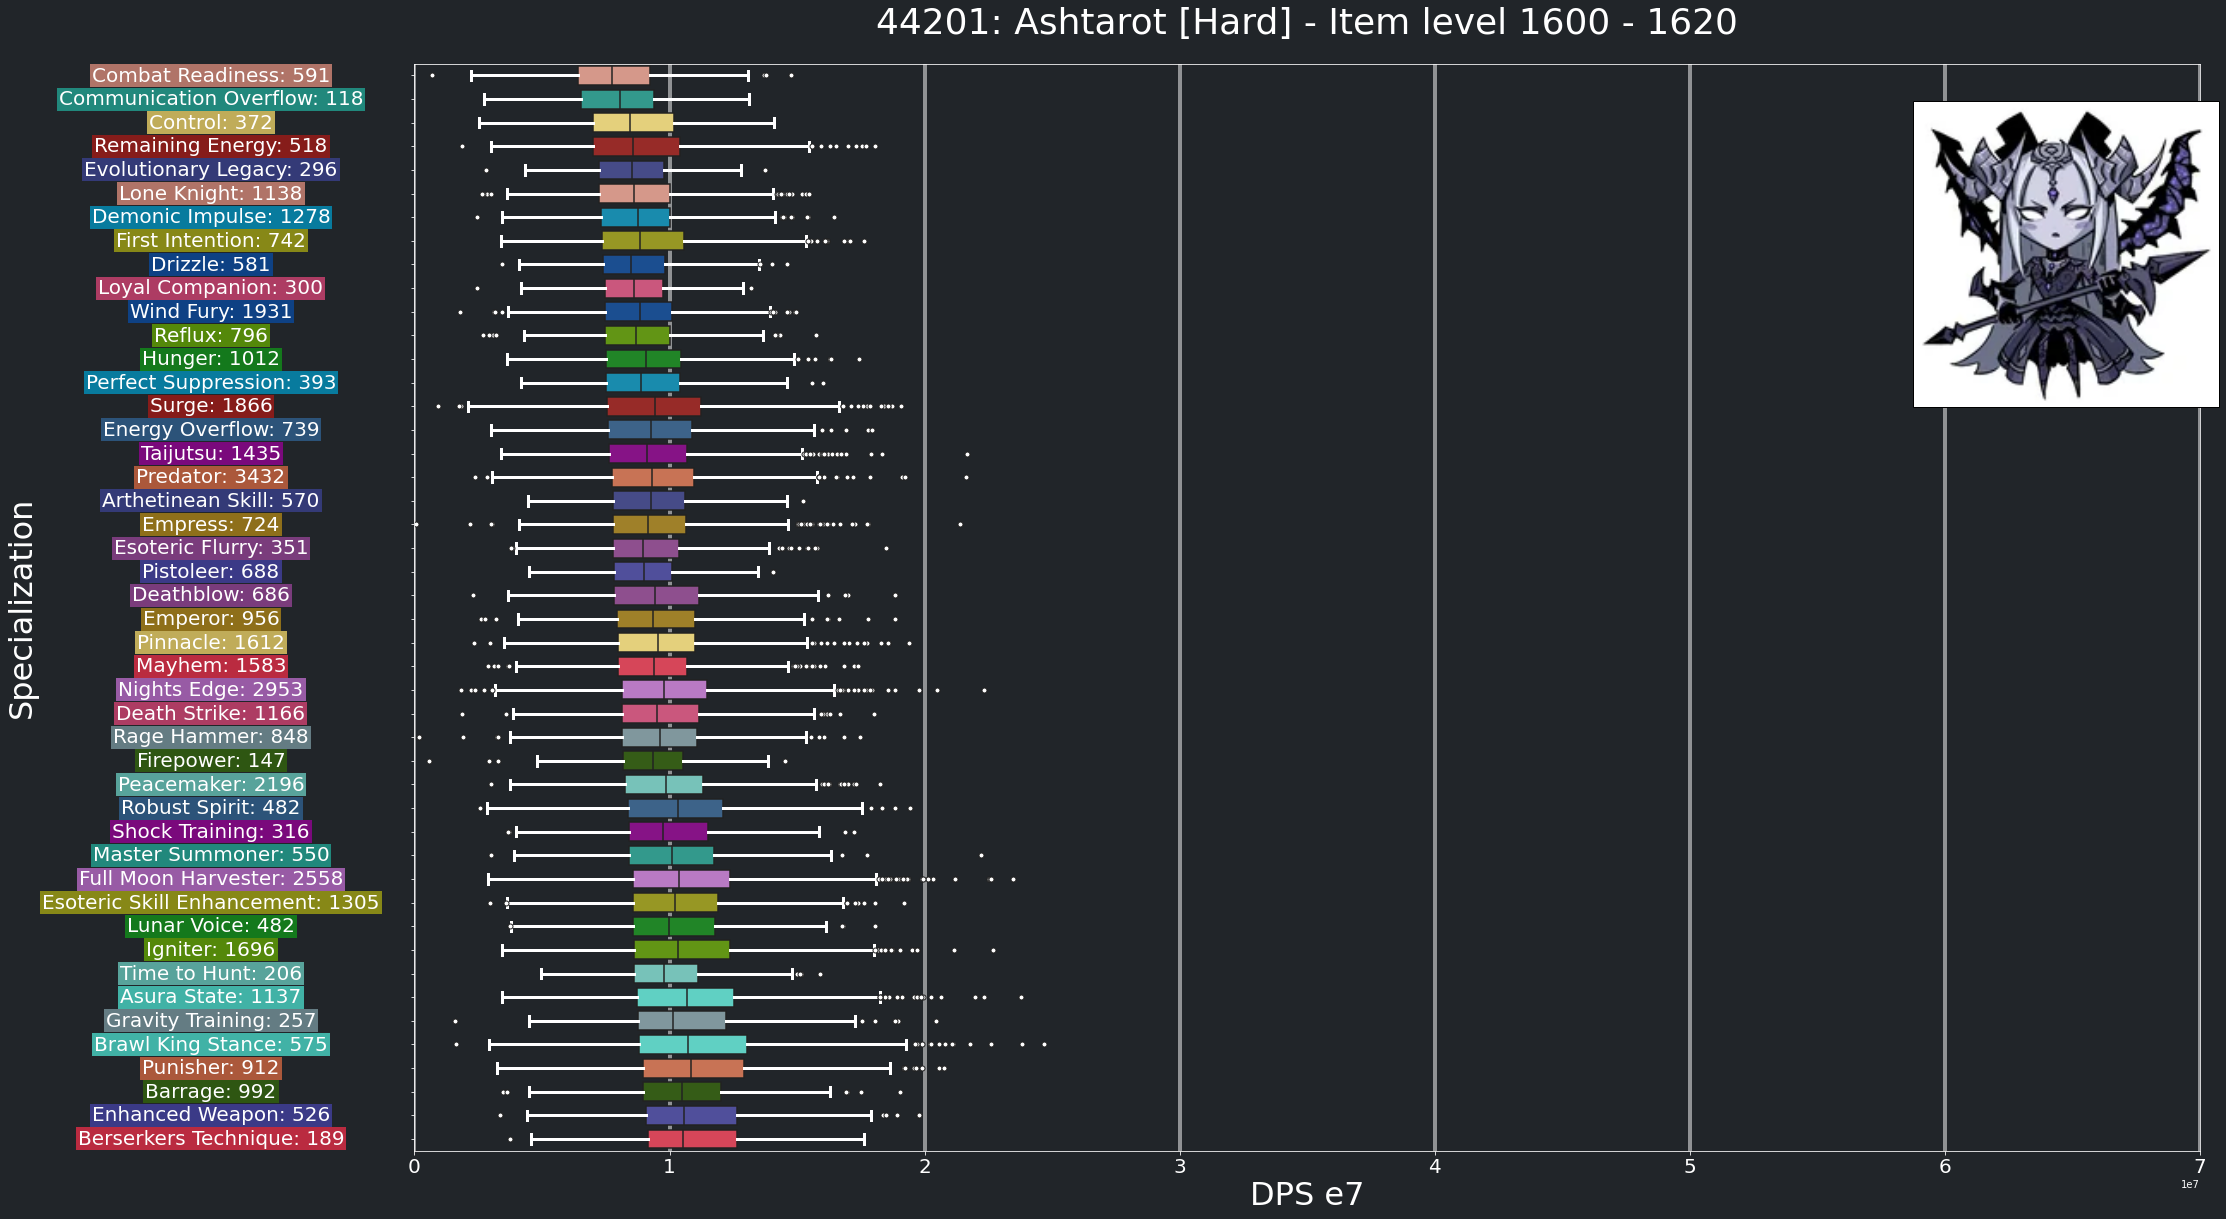 44201: Ashtarot [Hard] - Item level 1600 - 1620
Specialization
Combat Readiness: 591
Communication Overflow: 118
Control: 372
Remaining Energy: 518
Evolutionary Legacy: 296
Lone Knight: 1138
Demonic Impulse: 1278
First Intention: 742
Drizzle: 581
Loyal Companion: 300
Wind Fury: 1931
Reflux: 796
Hunger: 1012
Perfect Suppression: 393
Surge: 1866
Energy Overflow: 739
Taijutsu: 1435
Predator: 3432
Arthetinean Skill: 570
Empress: 724
Esoteric Flurry: 351
Pistoleer: 688
Deathblow: 686
Emperor: 956
Pinnacle: 1612
Mayhem: 1583
Nights Edge: 2953
Death Strike: 1166
Rage Hammer: 848
Firepower: 147
Peacemaker: 2196
Robust Spirit: 482
Shock Training: 316
Master Summoner: 550
Full Moon Harvester: 2558
Esoteric Skill Enhancement: 1305
Lunar Voice: 482
Igniter: 1696
Time to Hunt: 206
Asura State: 1137
Gravity Training: 257
Brawl King Stance: 575
Punisher: 912
Barrage: 992
Enhanced Weapon: 526
Berserkers Technique: 189
0 1 2 3 4 5 6 7
1e7
DPS e7